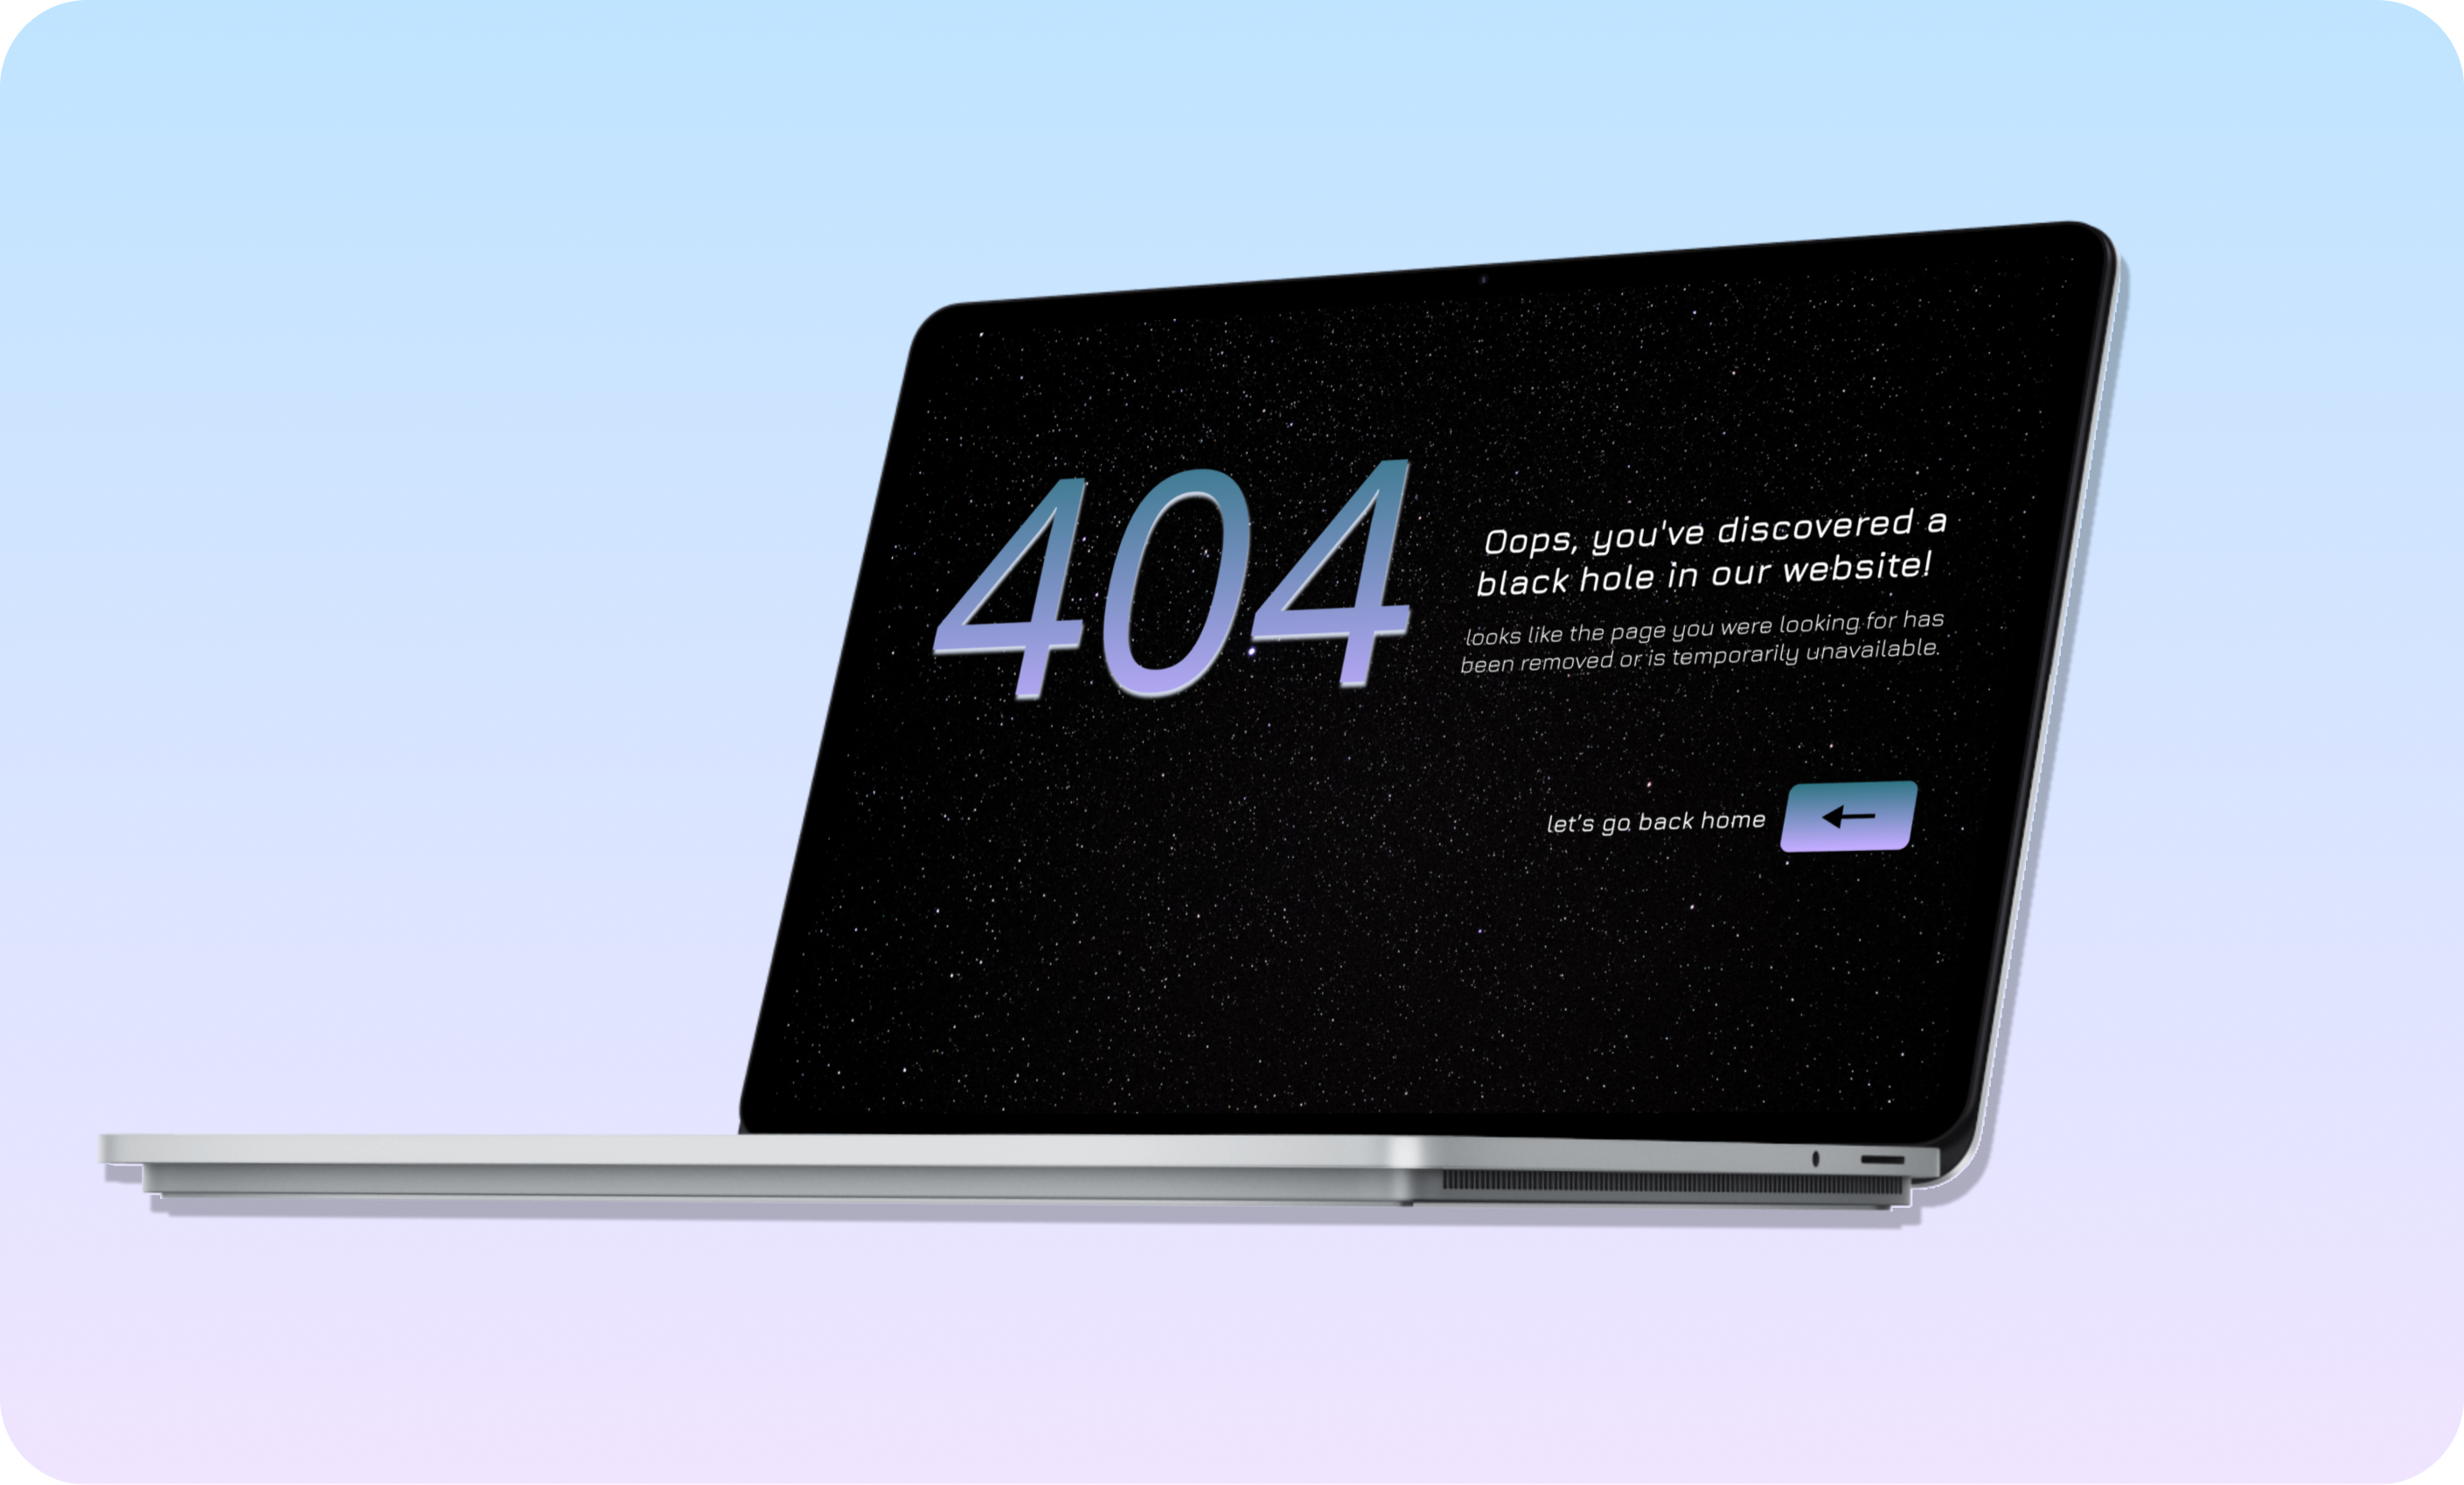 404
Oops, you've discovered a
black hole in our website!
looks like the page you were looking for has
been removed or is temporarily unavailable.
let's go back home